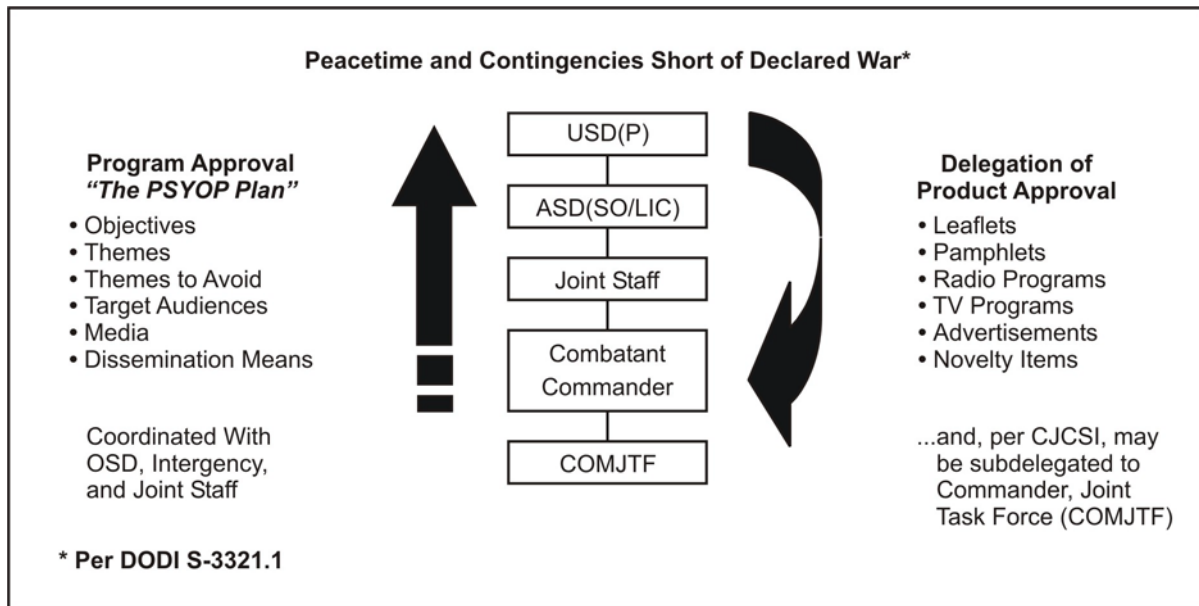 Peacetime and Contingencies Short of Declared War*
Program Approval
“The PSYOP Plan”
• Objectives
• Themes
• Themes to Avoid
• Target Audiences
• Media
• Dissemination Means
Coordinated With
OSD, Intergency,
and Joint Staff
USD(P)
ASD(SO/LIC)
Joint Staff
Combatant
Commander
COMJTF
Delegation of
Product Approval
• Leaflets
• Pamphlets
• Radio Programs
• TV Programs
• Advertisements
• Novelty Items
...and, per CJCSI, may
be subdelegated to
Commander, Joint
Task Force (COMJTF)
* Per DODI S-3321.1